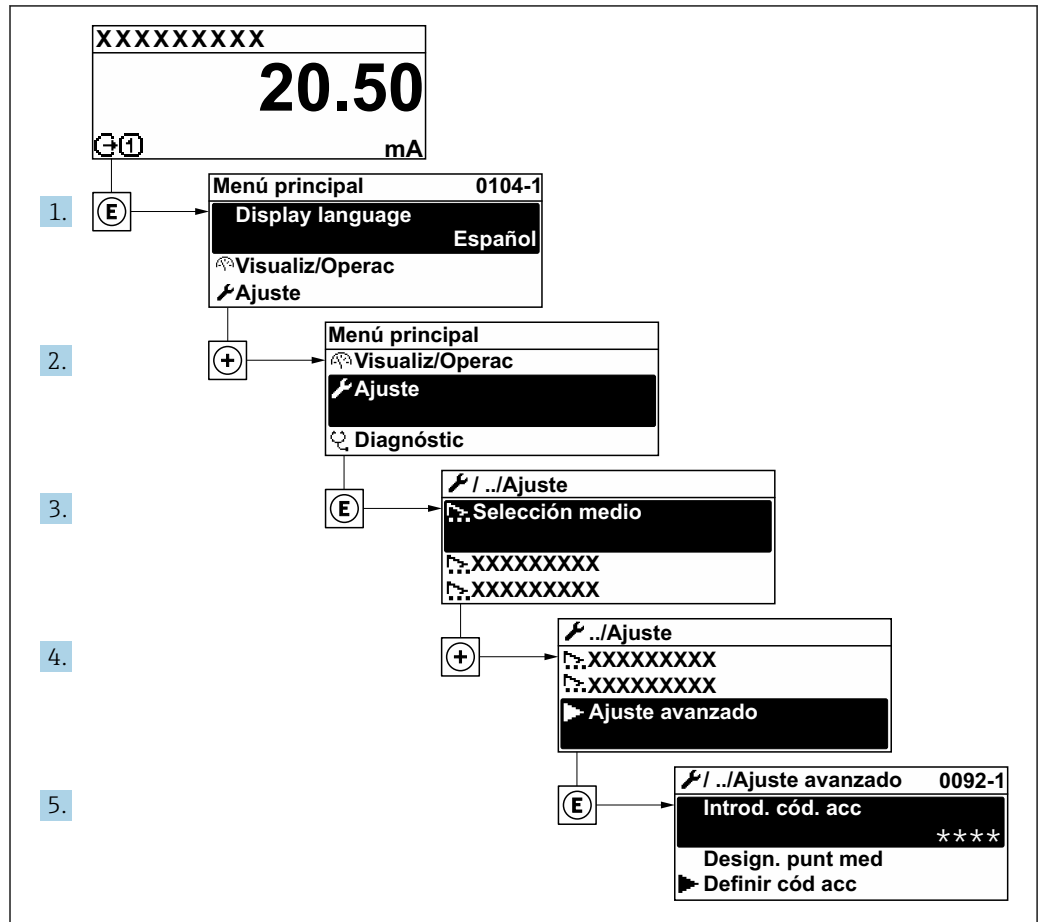 XXXXXXXXX
20.50
1
mA
1.
E
Menú principal 0104-1
Display language
Español
Visualiz/Operac
Ajuste
2.
+
Menú principal
Visualiz/Operac
Ajuste
Diagnóstic
3.
E
/ ../Ajuste
Selección medio
XXXXXXXXX
XXXXXXXXX
4.
+
../Ajuste
XXXXXXXXX
XXXXXXXXX
Ajuste avanzado
5.
E
/ ../Ajuste avanzado 0092-1
Introd. cód. acc
****
Design. punt med
Definir cód acc